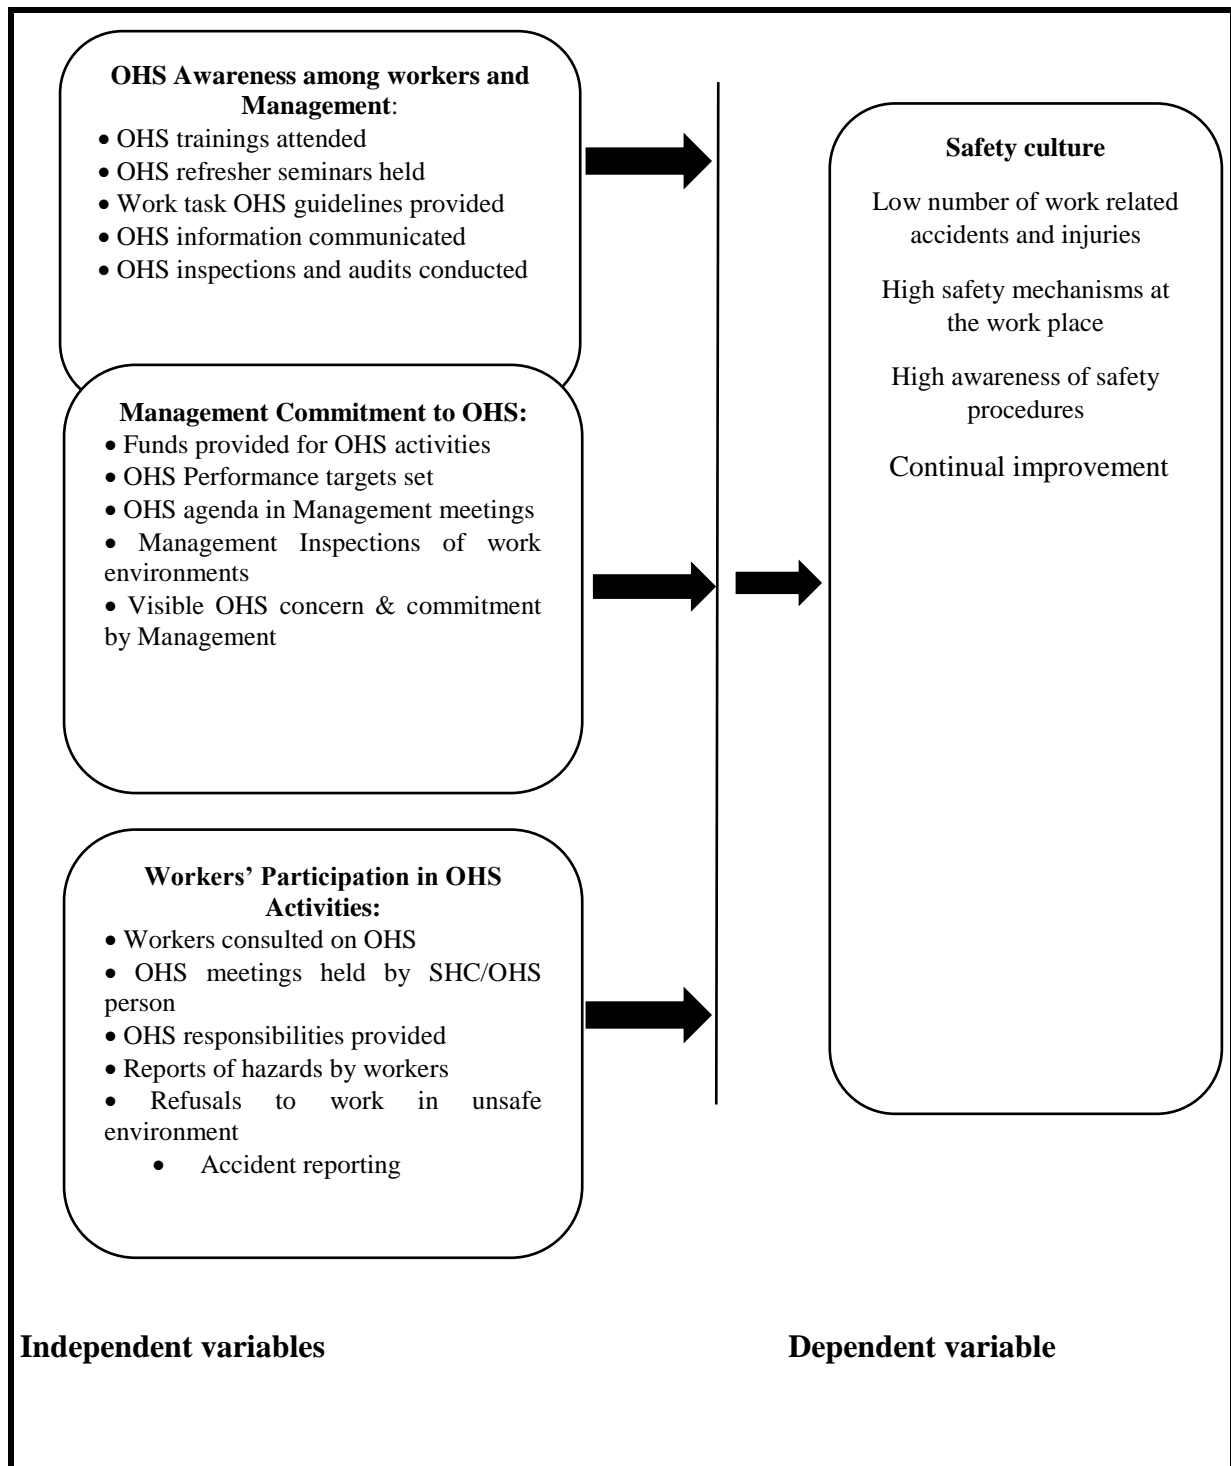 OHS Awareness among workers and
Management:
• OHS trainings attended
• OHS refresher seminars held
• Work task OHS guidelines provided
• OHS information communicated
• OHS inspections and audits conducted
Management Commitment to OHS:
• Funds provided for OHS activities
• OHS Performance targets set
• OHS agenda in Management meetings
• Management Inspections of work
environments
• Visible OHS concern & commitment
by Management
Workers’ Participation in OHS
Activities:
• Workers consulted on OHS
• OHS meetings held by SHC/OHS
person
• OHS responsibilities provided
• Reports of hazards by workers
• Refusals to work in unsafe
environment
• Accident reporting
Safety culture
Low number of work related
accidents and injuries
High safety mechanisms at
the work place
High awareness of safety
procedures
Continual improvement
Independent variables
Dependent variable